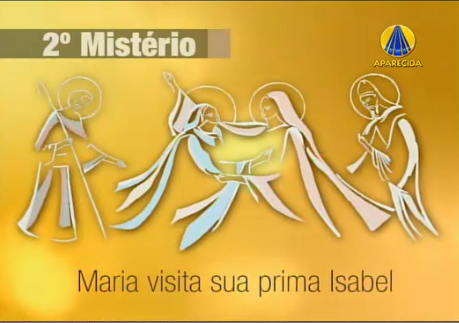 2º Mistério
APARECIDA
Maria visita sua prima Isabel